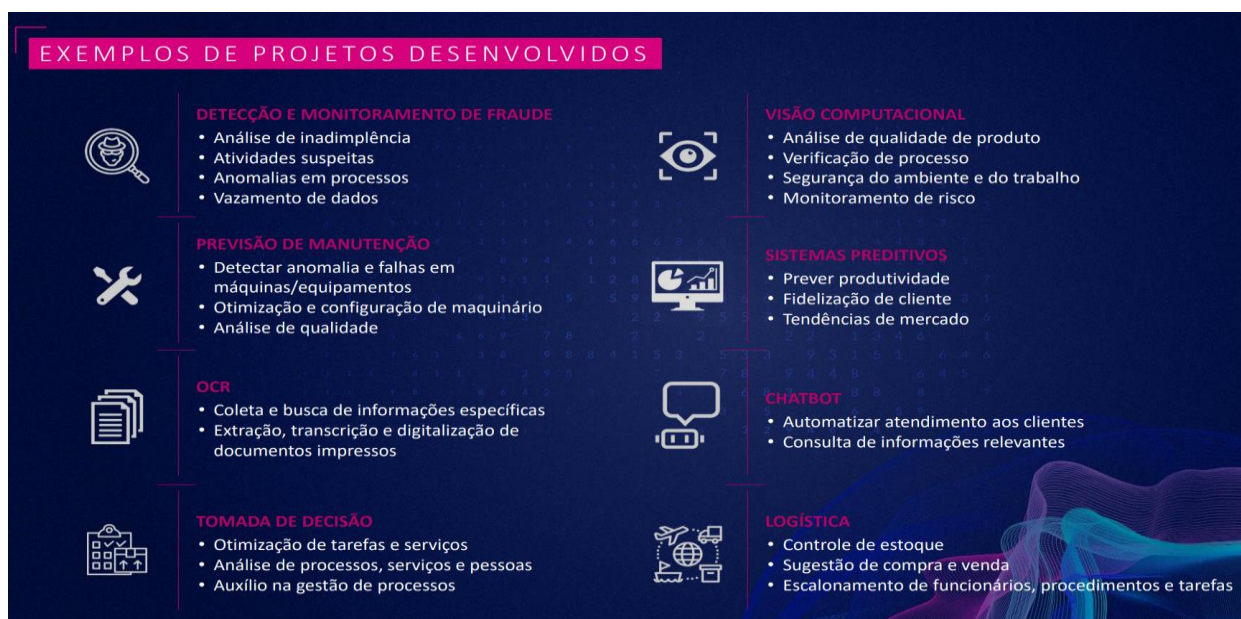 EXEMPLOS DE PROJETOS DESENVOLVIDOS
DETECÇÃO E MONITORAMENTO DE FRAUDE
• Análise de inadimplência
• Atividades suspeitas
• Anomalias em processos
• Vazamento de dados
PREVISÃO DE MANUTENÇÃO
• Detectar anomalia e falhas em
máquinas/equipamentos
• Otimização e configuração de maquinário
• Análise de qualidade
OCR
• Coleta e busca de informações específicas
• Extração, transcrição e digitalização de
documentos impressos
TOMADA DE DECISÃO
• Otimização de tarefas e serviços
• Análise de processos, serviços e pessoas
• Auxílio na gestão de processos
VISÃO COMPUTACIONAL
• Análise de qualidade de produto
• Verificação de processo
• Segurança do ambiente e do trabalho
• Monitoramento de risco
SISTEMAS PREDITIVOS
• Prever produtividade
• Fidelização de cliente
• Tendências de mercado
CHATBOT
• Automatizar atendimento aos clientes
• Consulta de informações relevantes
LOGÍSTICA
• Controle de estoque
• Sugestão de compra e venda
• Escalonamento de funcionários, procedimentos e tarefas